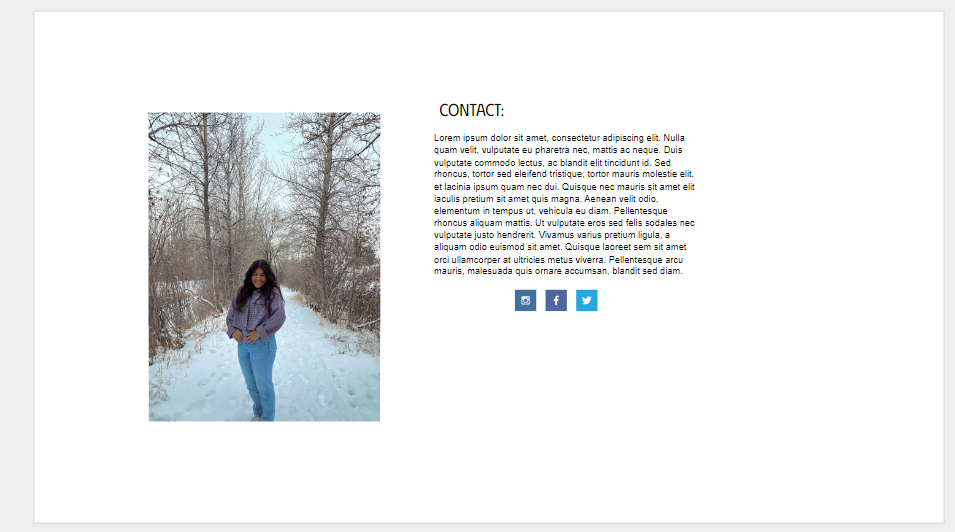 CONTACT:
Lorem ipsum dolor sit amet, consectetur adipiscing elit. Nulla
quam velit, vulputate eu pharetra nec, mattis ac neque. Duis
vulputate commodo lectus, ac blandit elit tincidunt id. Sed
rhoncus, tortor sed eleifend tristique, tortor mauris molestie elit,
et lacinia ipsum quam nec dui. Quisque nec mauris sit amet elit
iaculis pretium sit amet quis magna. Aenean velit odio,
elementum in tempus ut, vehicula eu diam. Pellentesque
rhoncus aliquam mattis. Ut vulputate eros sed felis sodales nec
vulputate justo hendrerit. Vivamus varius pretium ligula, a
aliquam odio euismod sit amet. Quisque laoreet sem sit amet
orci ullamcorper at ultricies metus viverra. Pellentesque arcu
mauris, malesuada quis ornare accumsan, blandit sed diam.